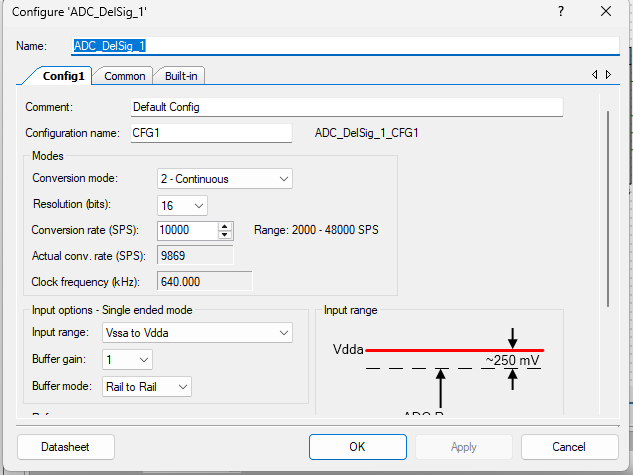 Configure 'ADC_DelSig_1'
?
Name: ADC_DelSig_1
Config1 Common Built-in
Comment: Default Config
Configuration name: CFG1 ADC_DelSig_1_CFG1
Modes
Conversion mode: 2 - Continuous
Resolution (bits): 16
Conversion rate (SPS): 10000 Range: 2000 - 48000 SPS
Actual conv. rate (SPS): 9869
Clock frequency (kHz): 640.000
Input options - Single ended mode
Input range: Vssa to Vdda
Buffer gain: 1
Buffer mode: Rail to Rail
Input range
Vdda
~250 mV
Datasheet OK Apply Cancel